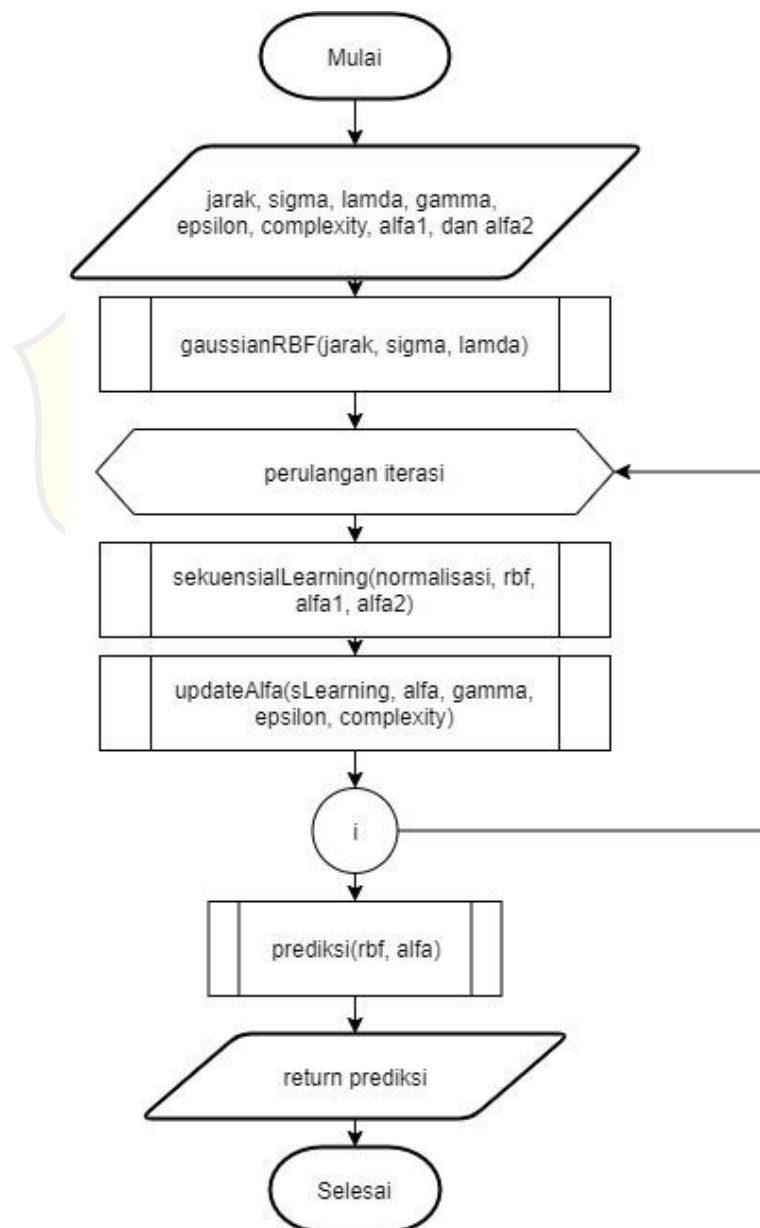 Mulai
jarak, sigma, lamda, gamma,
epsilon, complexity, alfa1, dan alfa2
gaussianRBF(jarak, sigma, lamda)
perulangan iterasi
sekuensialLearning(normalisasi, rbf,
alfa1, alfa2)
updateAlfa(sLearning, alfa, gamma,
epsilon, complexity)
i
prediksi(rbf, alfa)
return prediksi
Selesai